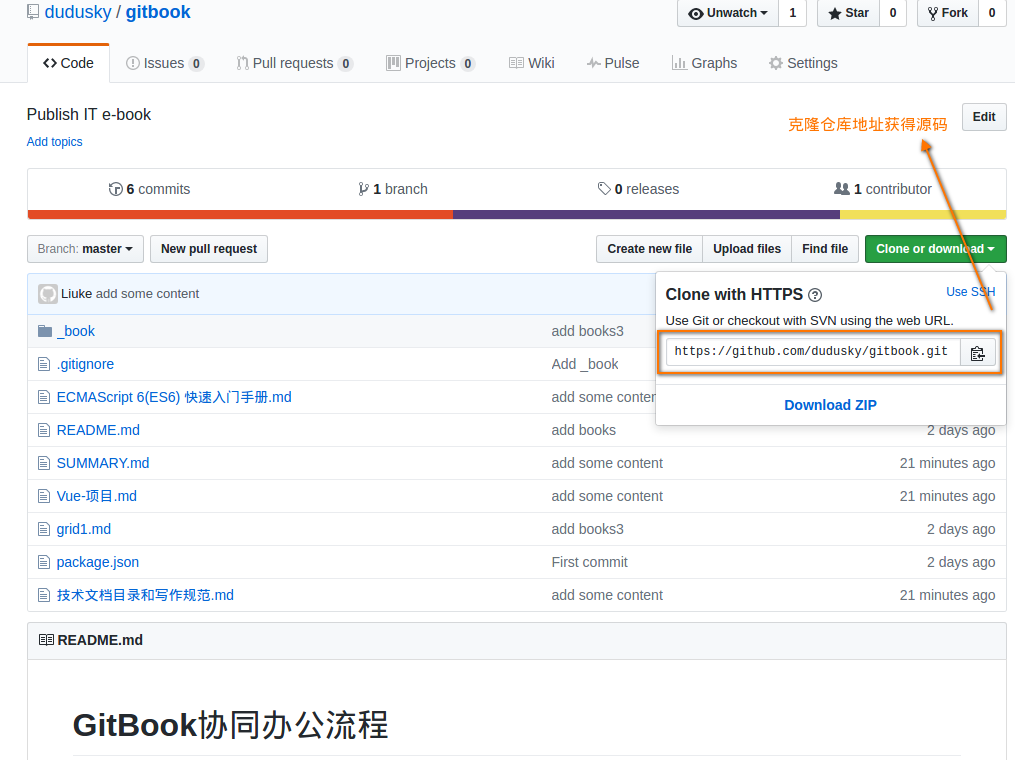 dudusky / gitbook
Unwatch 1 Star 0 Fork 0
Code Issues 0 Pull requests 0 Projects 0 Wiki Pulse Graphs Settings
Publish IT e-book
克隆仓库地址获得源码
Edit
Add topics
6 commits 1 branch 0 releases 1 contributor
Branch: master New pull request Create new file Upload files Find file Clone or download
Liuke add some content
Clone with HTTPS Use SSH
Use Git or checkout with SVN using the web URL.
https://github.com/dudusky/gitbook.git
Download ZIP
_book add books3
.gitignore Add _book
ECMAScript 6(ES6) 快速入门手册.md add some conten
README.md add books 2 days ago
SUMMARY.md add some content 21 minutes ago
Vue-项目.md add some content 21 minutes ago
grid1.md add books3 2 days ago
package.json First commit 2 days ago
技术文档目录和写作规范.md add some content 21 minutes ago
README.md
GitBook协同办公流程